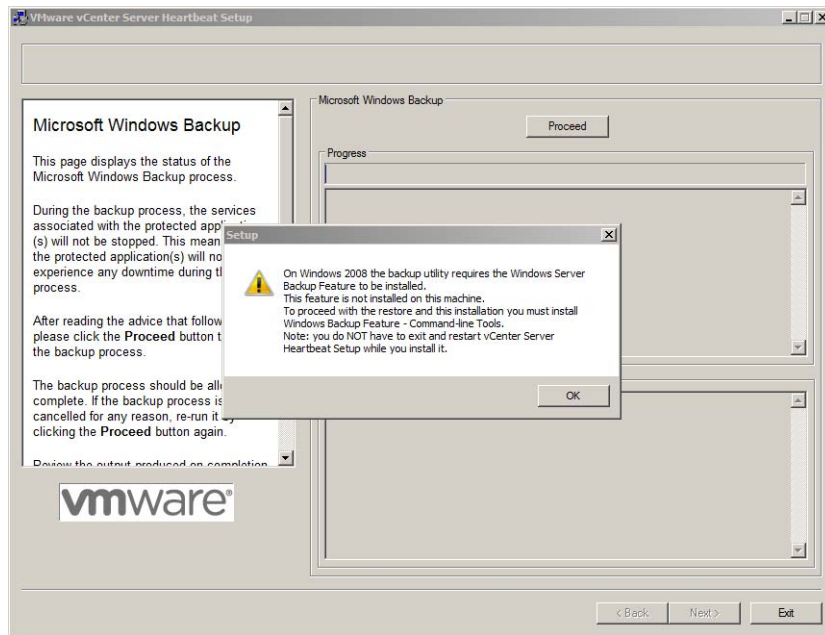 VMware vCenter Server Heartbeat Setup
Microsoft Windows Backup
This page displays the status of the
Microsoft Windows Backup process.
During the backup process, the services
associated with the protected
(s) will not be stopped. This
the protected application(s) will
experience any downtime during
process.
After reading the advice that
please click the Proceed button
the backup process.
The backup process should be
complete. If the backup process is
cancelled for any reason, re-run it
clicking the Proceed button again.
Review the output produced on completion
vmware®
Microsoft Windows Backup
Proceed
Progress
Setup
On Windows 2008 the backup utility requires the Windows Server
Backup Feature to be installed.
This feature is not installed on this machine.
To proceed with the restore and this installation you must install
Windows Backup Feature - Command-line Tools.
Note: you do NOT have to exit and restart vCenter Server
Heartbeat Setup while you install it.
OK
< Back
Next >
Exit